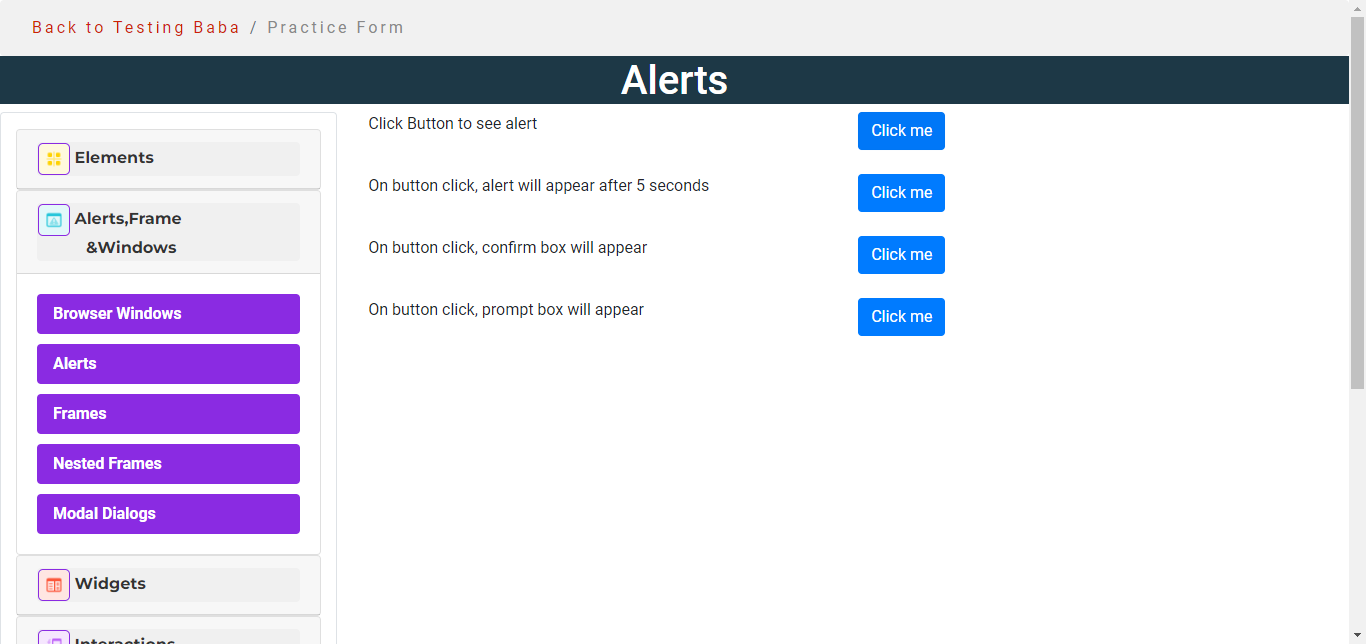 Back to Testing Baba / Practice Form
Alerts
Elements
Alerts,Frame
&Windows
Browser Windows
Alerts
Frames
Nested Frames
Modal Dialogs
Widgets
Interactions
Click Button to see alert
Click me
On button click, alert will appear after 5 seconds
Click me
On button click, confirm box will appear
Click me
On button click, prompt box will appear
Click me